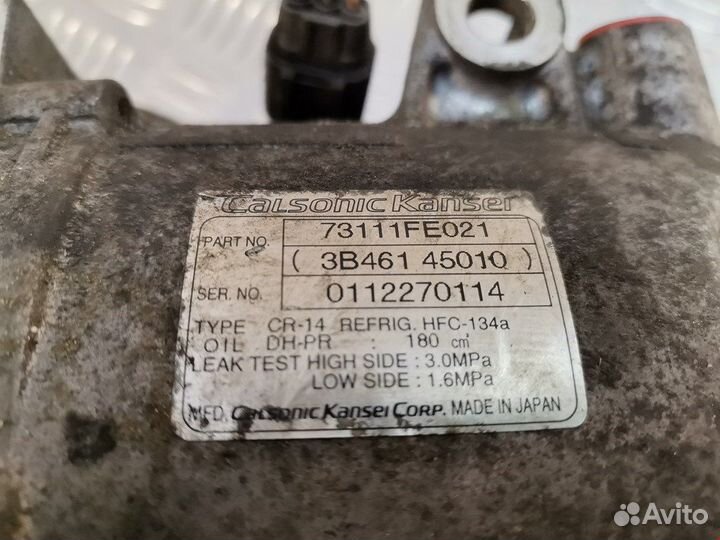 CALSONIC KANSEI
PART NO. 73111FE021
( 3B461 45010 )
SER. NO. 0112270114
TYPE CR-14 REFRIG. HFC-134a
OIL DH-PR : 180 cm³
LEAK TEST HIGH SIDE : 3.0MPa
LOW SIDE : 1.6MPa
MFD. CALSONIC KANSEI CORP. MADE IN JAPAN
Avito